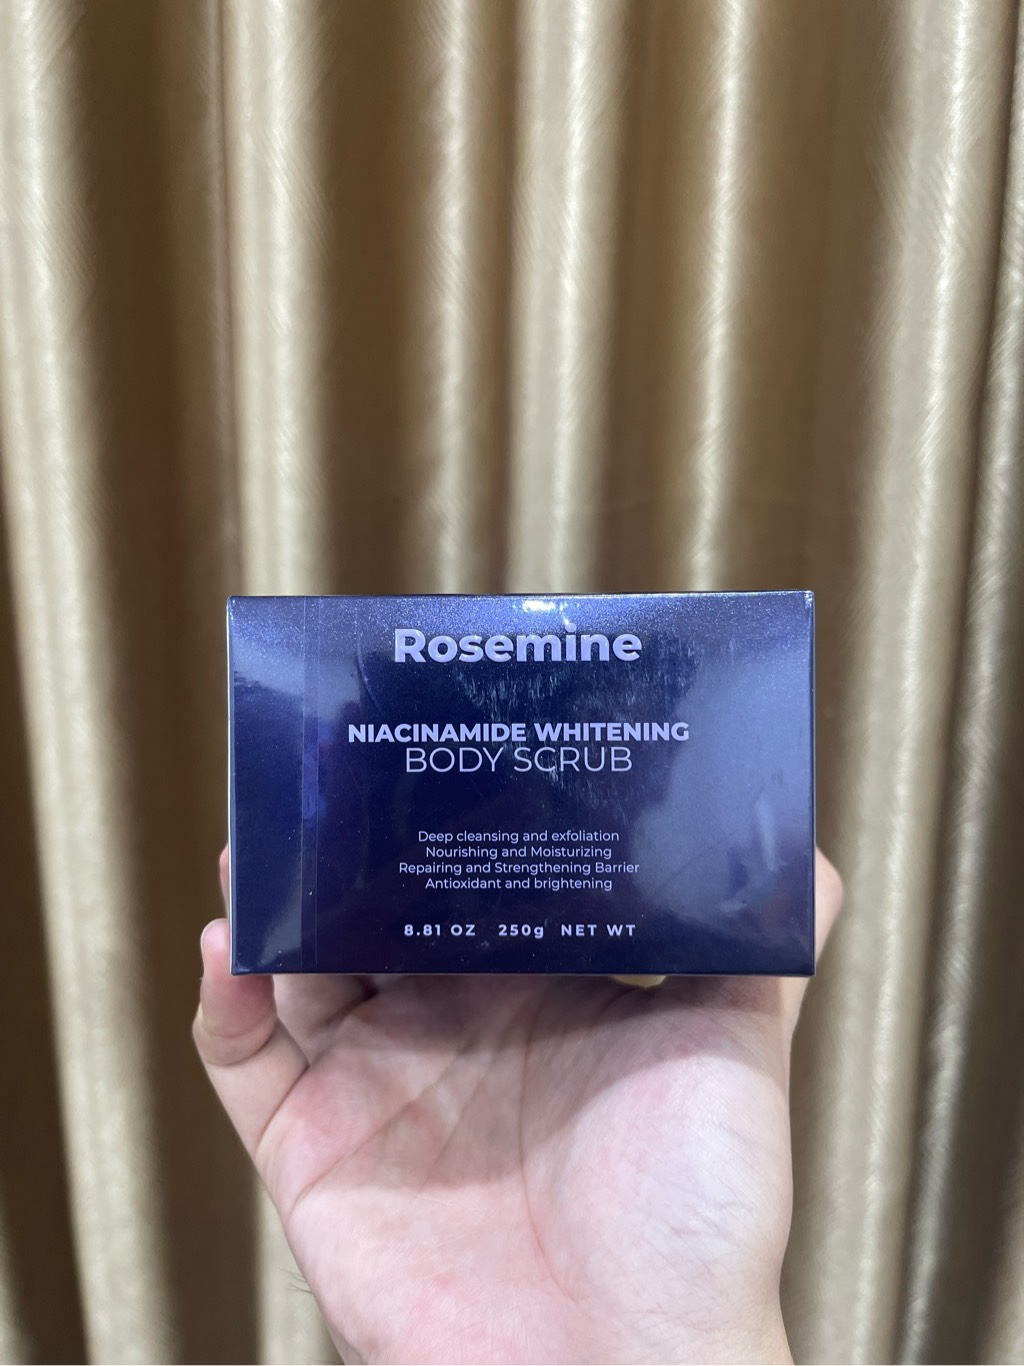 Rosemine
NIACINAMIDE WHITENING
BODY SCRUB
Deep cleansing and exfoliation
Nourishing and Moisturizing
Repairing and Strengthening Barrier
Antioxidant and brightening
8.81 OZ 250g NET WT